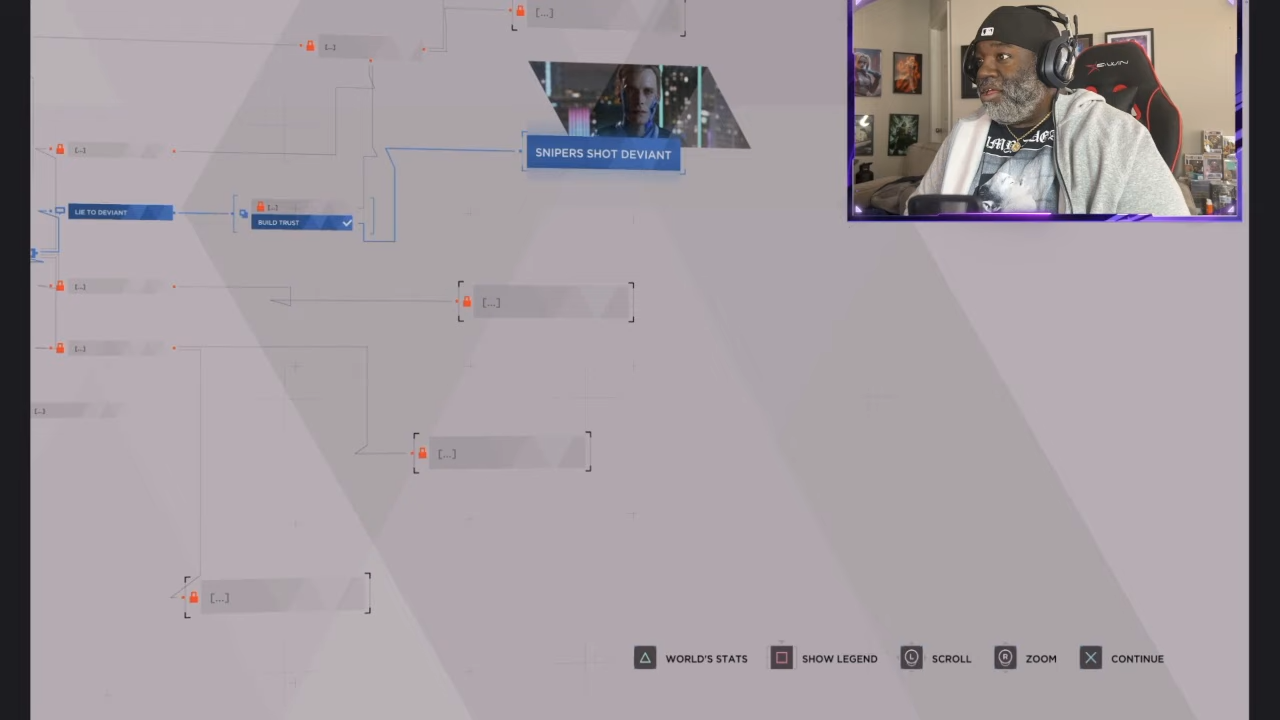 [...]
[...]
SNIPERS SHOT DEVIANT
[...]
LIE TO DEVIANT
[...]
BUILD TRUST
[...]
[...]
[...]
[...]
[...]
[...]
WORLD'S STATS
SHOW LEGEND
L
SCROLL
R
ZOOM
CONTINUE